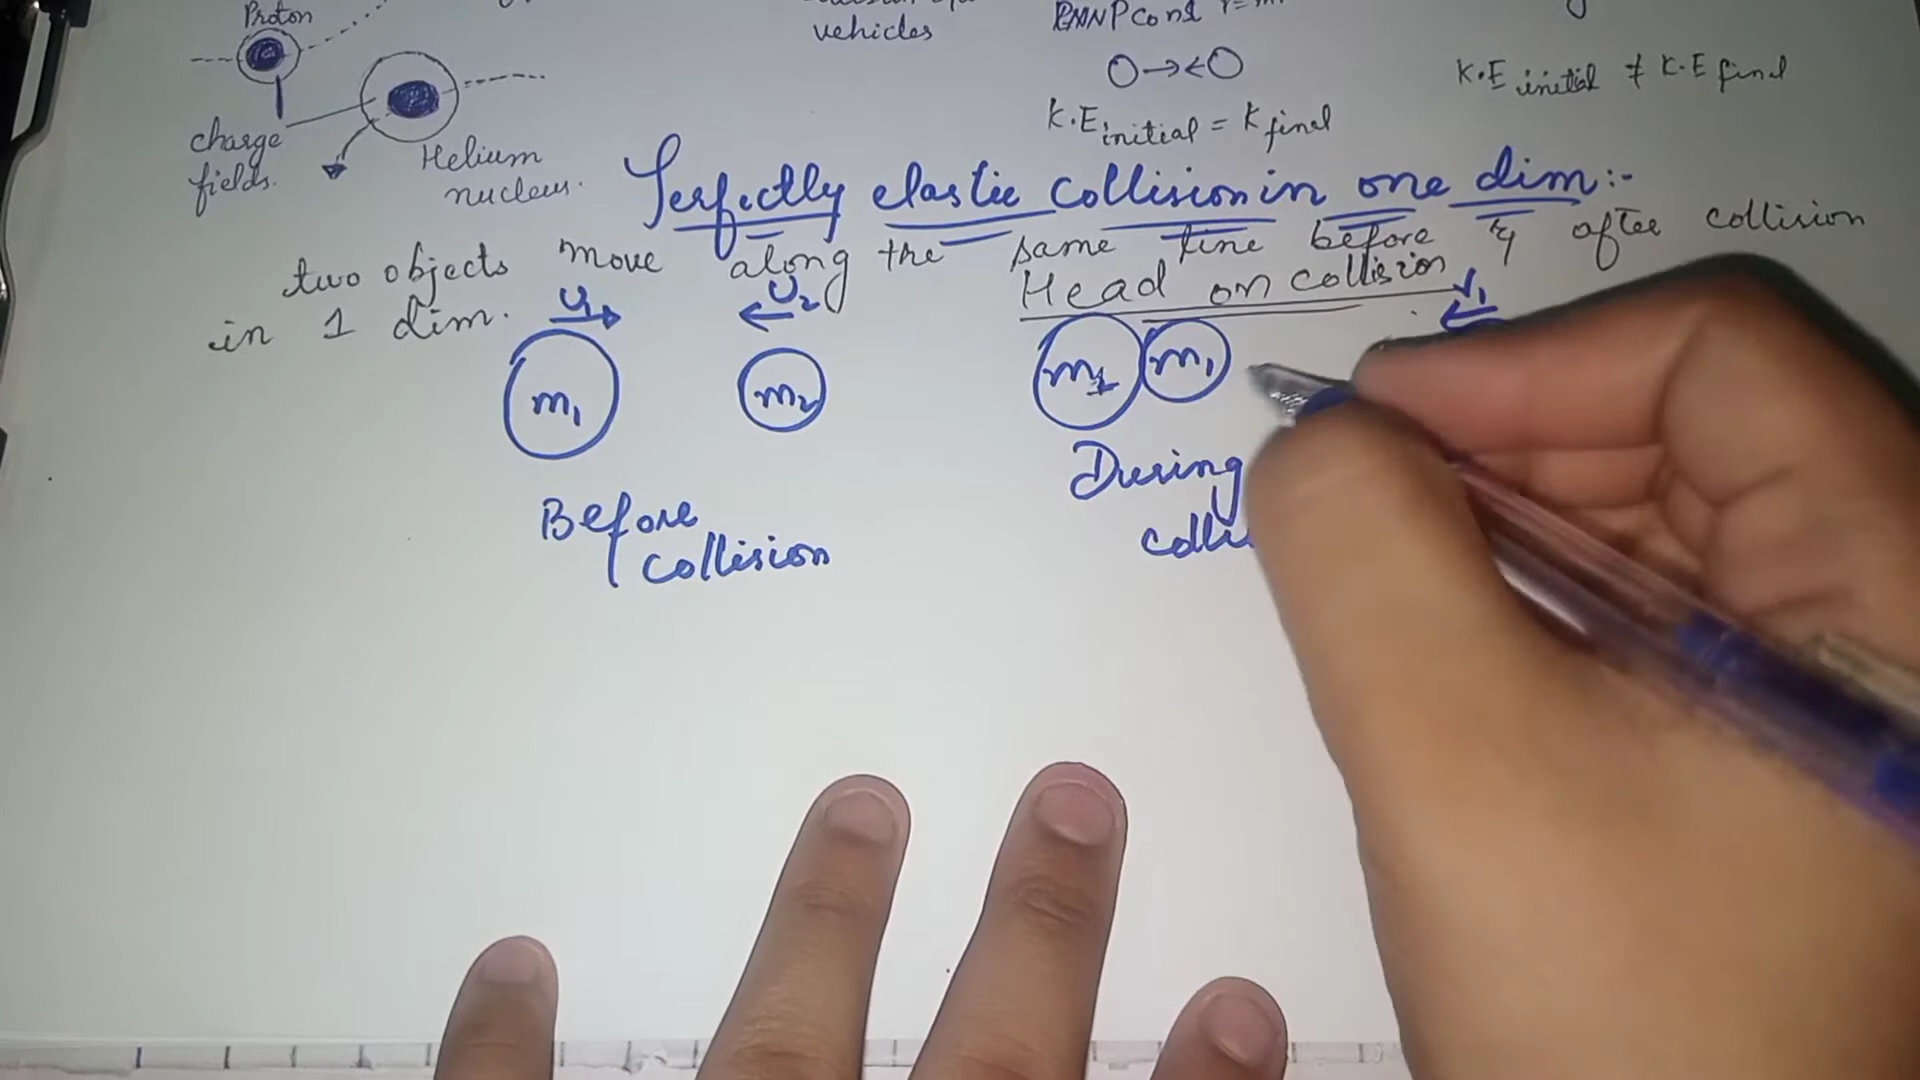 Proton
vehicles
K.E initial ≠ K.E final
K.E initial = K final
charge
fields.
Helium
nucleus.
Perfectly elastic collision in one dim:-
two objects move along the same line before & after collision
in 1 dim.
Head on collision
U1
U2
V1
m1
m2
m1
Before
collision
During